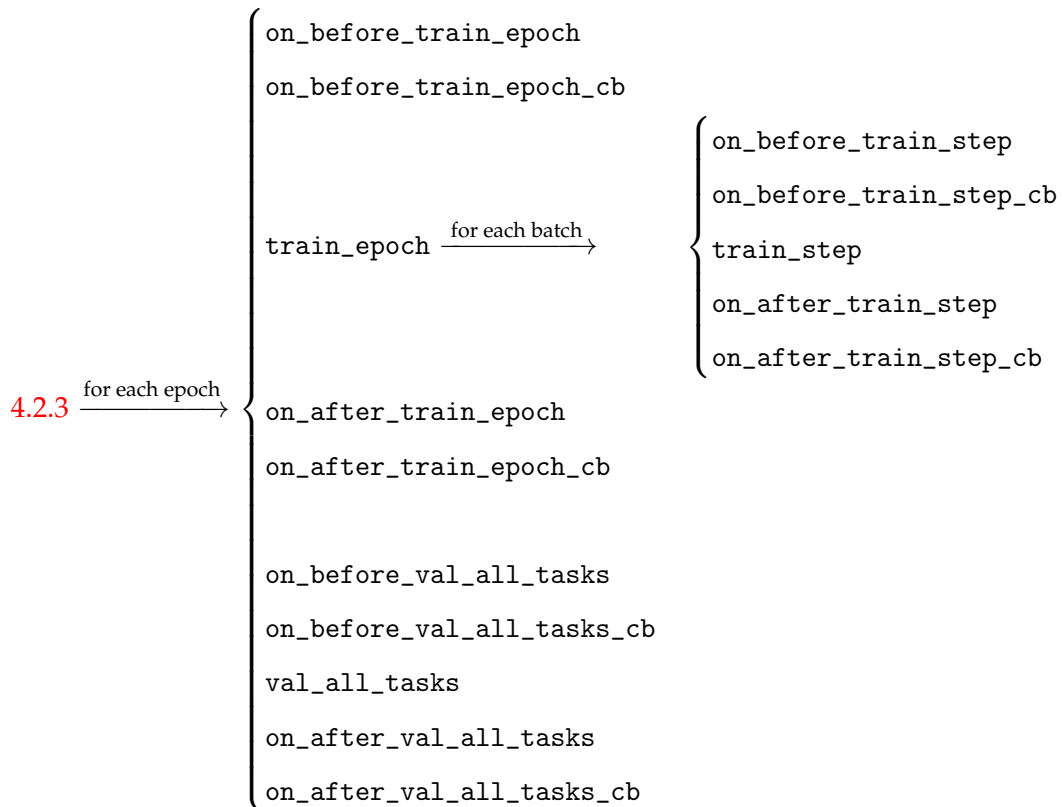 on_before_train_epoch
on_before_train_epoch_cb
train_epoch for each batch
on_before_train_step
on_before_train_step_cb
train_step
on_after_train_step
on_after_train_step_cb
4.2.3 for each epoch
on_after_train_epoch
on_after_train_epoch_cb
on_before_val_all_tasks
on_before_val_all_tasks_cb
val_all_tasks
on_after_val_all_tasks
on_after_val_all_tasks_cb